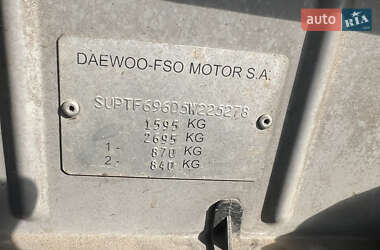 auto RIA
DAEWOO-FSO MOTOR S.A.
SUPTF696D5W225278
1595 KG
2695 KG
1- 870 KG
2- 840 KG